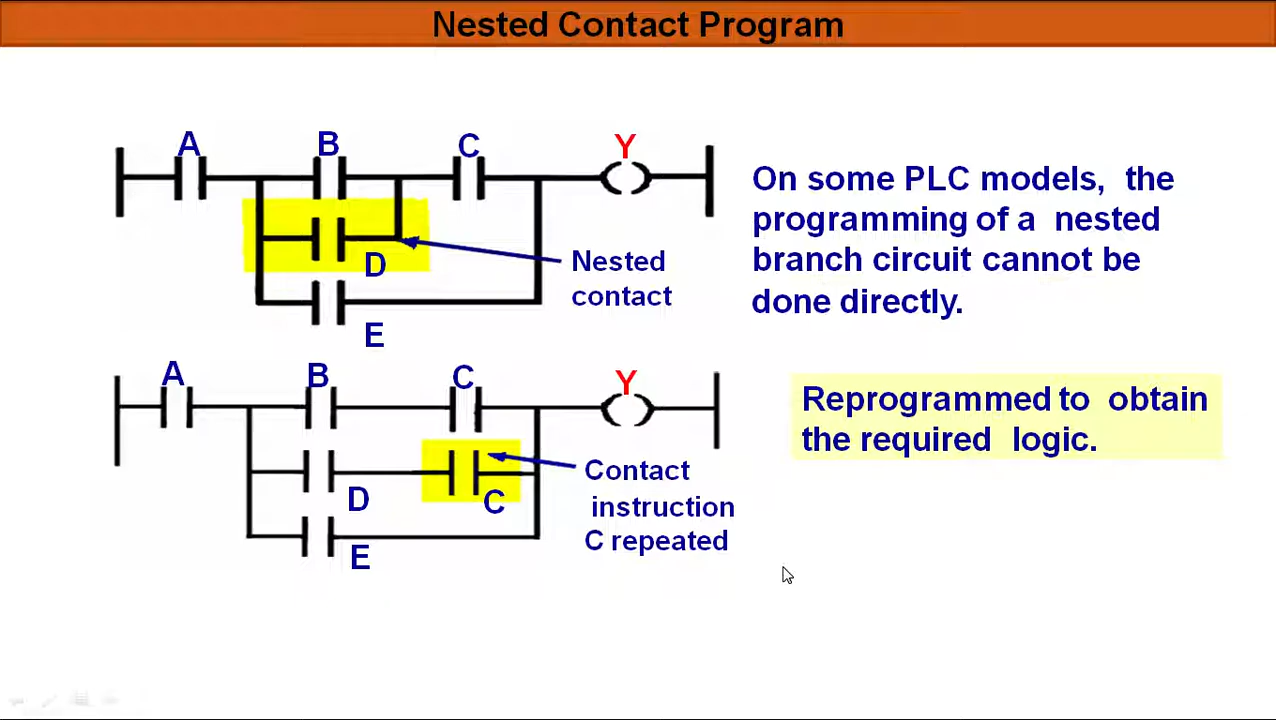 Nested Contact Program
A
B
C
Y
D
Nested
contact
E
On some PLC models, the
programming of a nested
branch circuit cannot be
done directly.
A
B
C
Y
D
C
Contact
instruction
C repeated
E
Reprogrammed to obtain
the required logic.